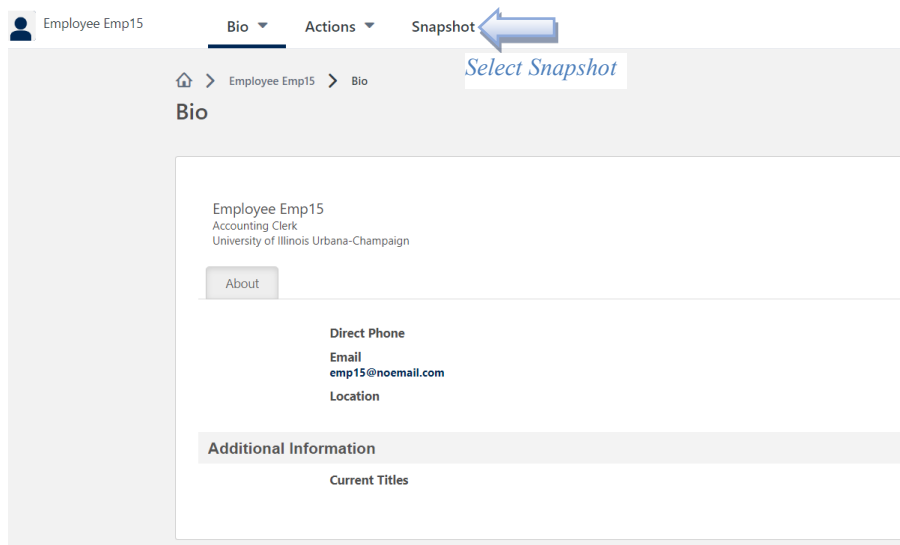 Employee Emp15
Bio Actions Snapshot
Select Snapshot
Employee Emp15 Bio
Bio
Employee Emp15
Accounting Clerk
University of Illinois Urbana-Champaign
About
Direct Phone
Email
emp15@noemail.com
Location
Additional Information
Current Titles